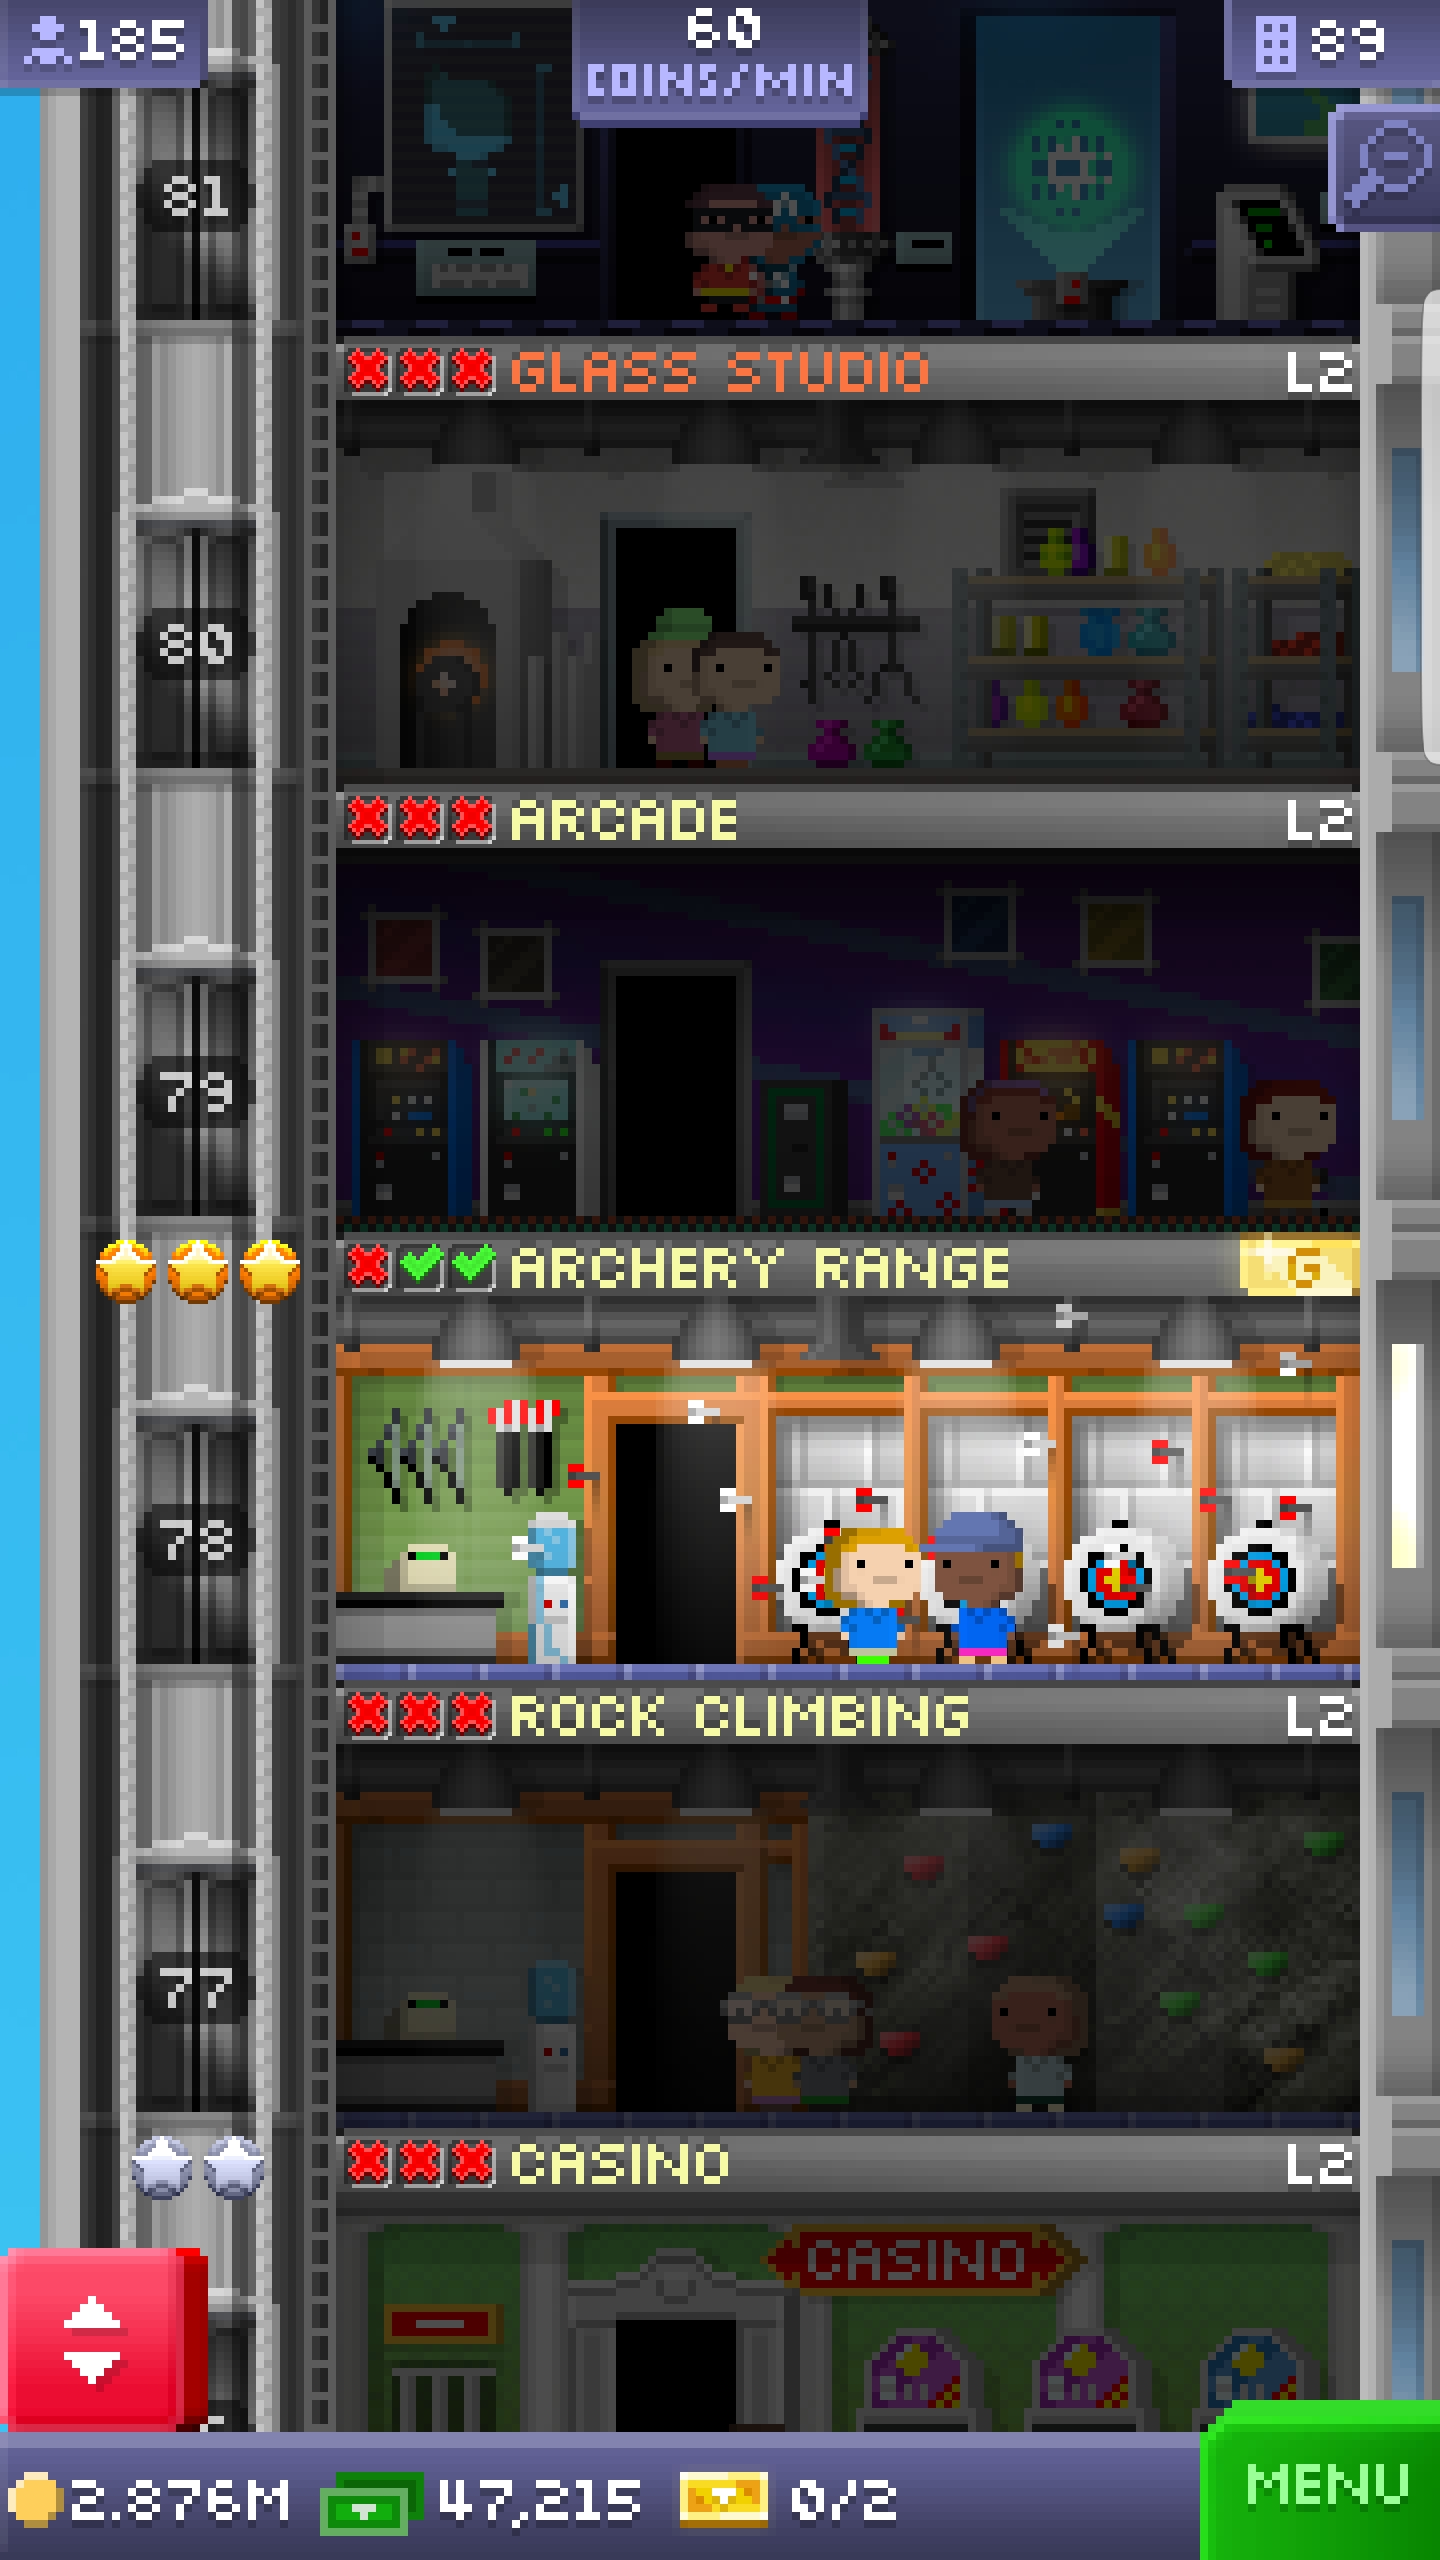 185
60
COINS/MIN
89
81
GLASS STUDIO L2
80
ARCADE L2
79
ARCHERY RANGE G
78
ROCK CLIMBING L2
77
CASINO L2
CASINO
2.876M 47,215 0/2 MENU